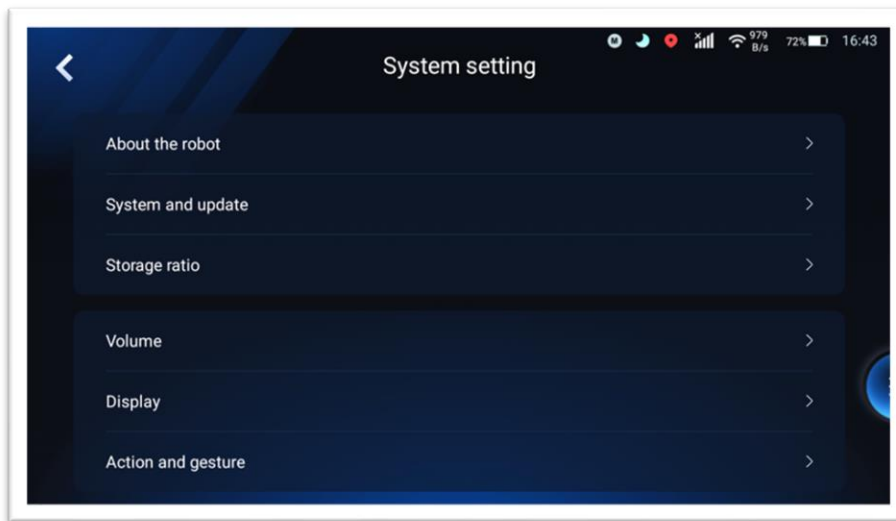 M 979 B/s 72% 16:43
System setting
About the robot
System and update
Storage ratio
Volume
Display
Action and gesture